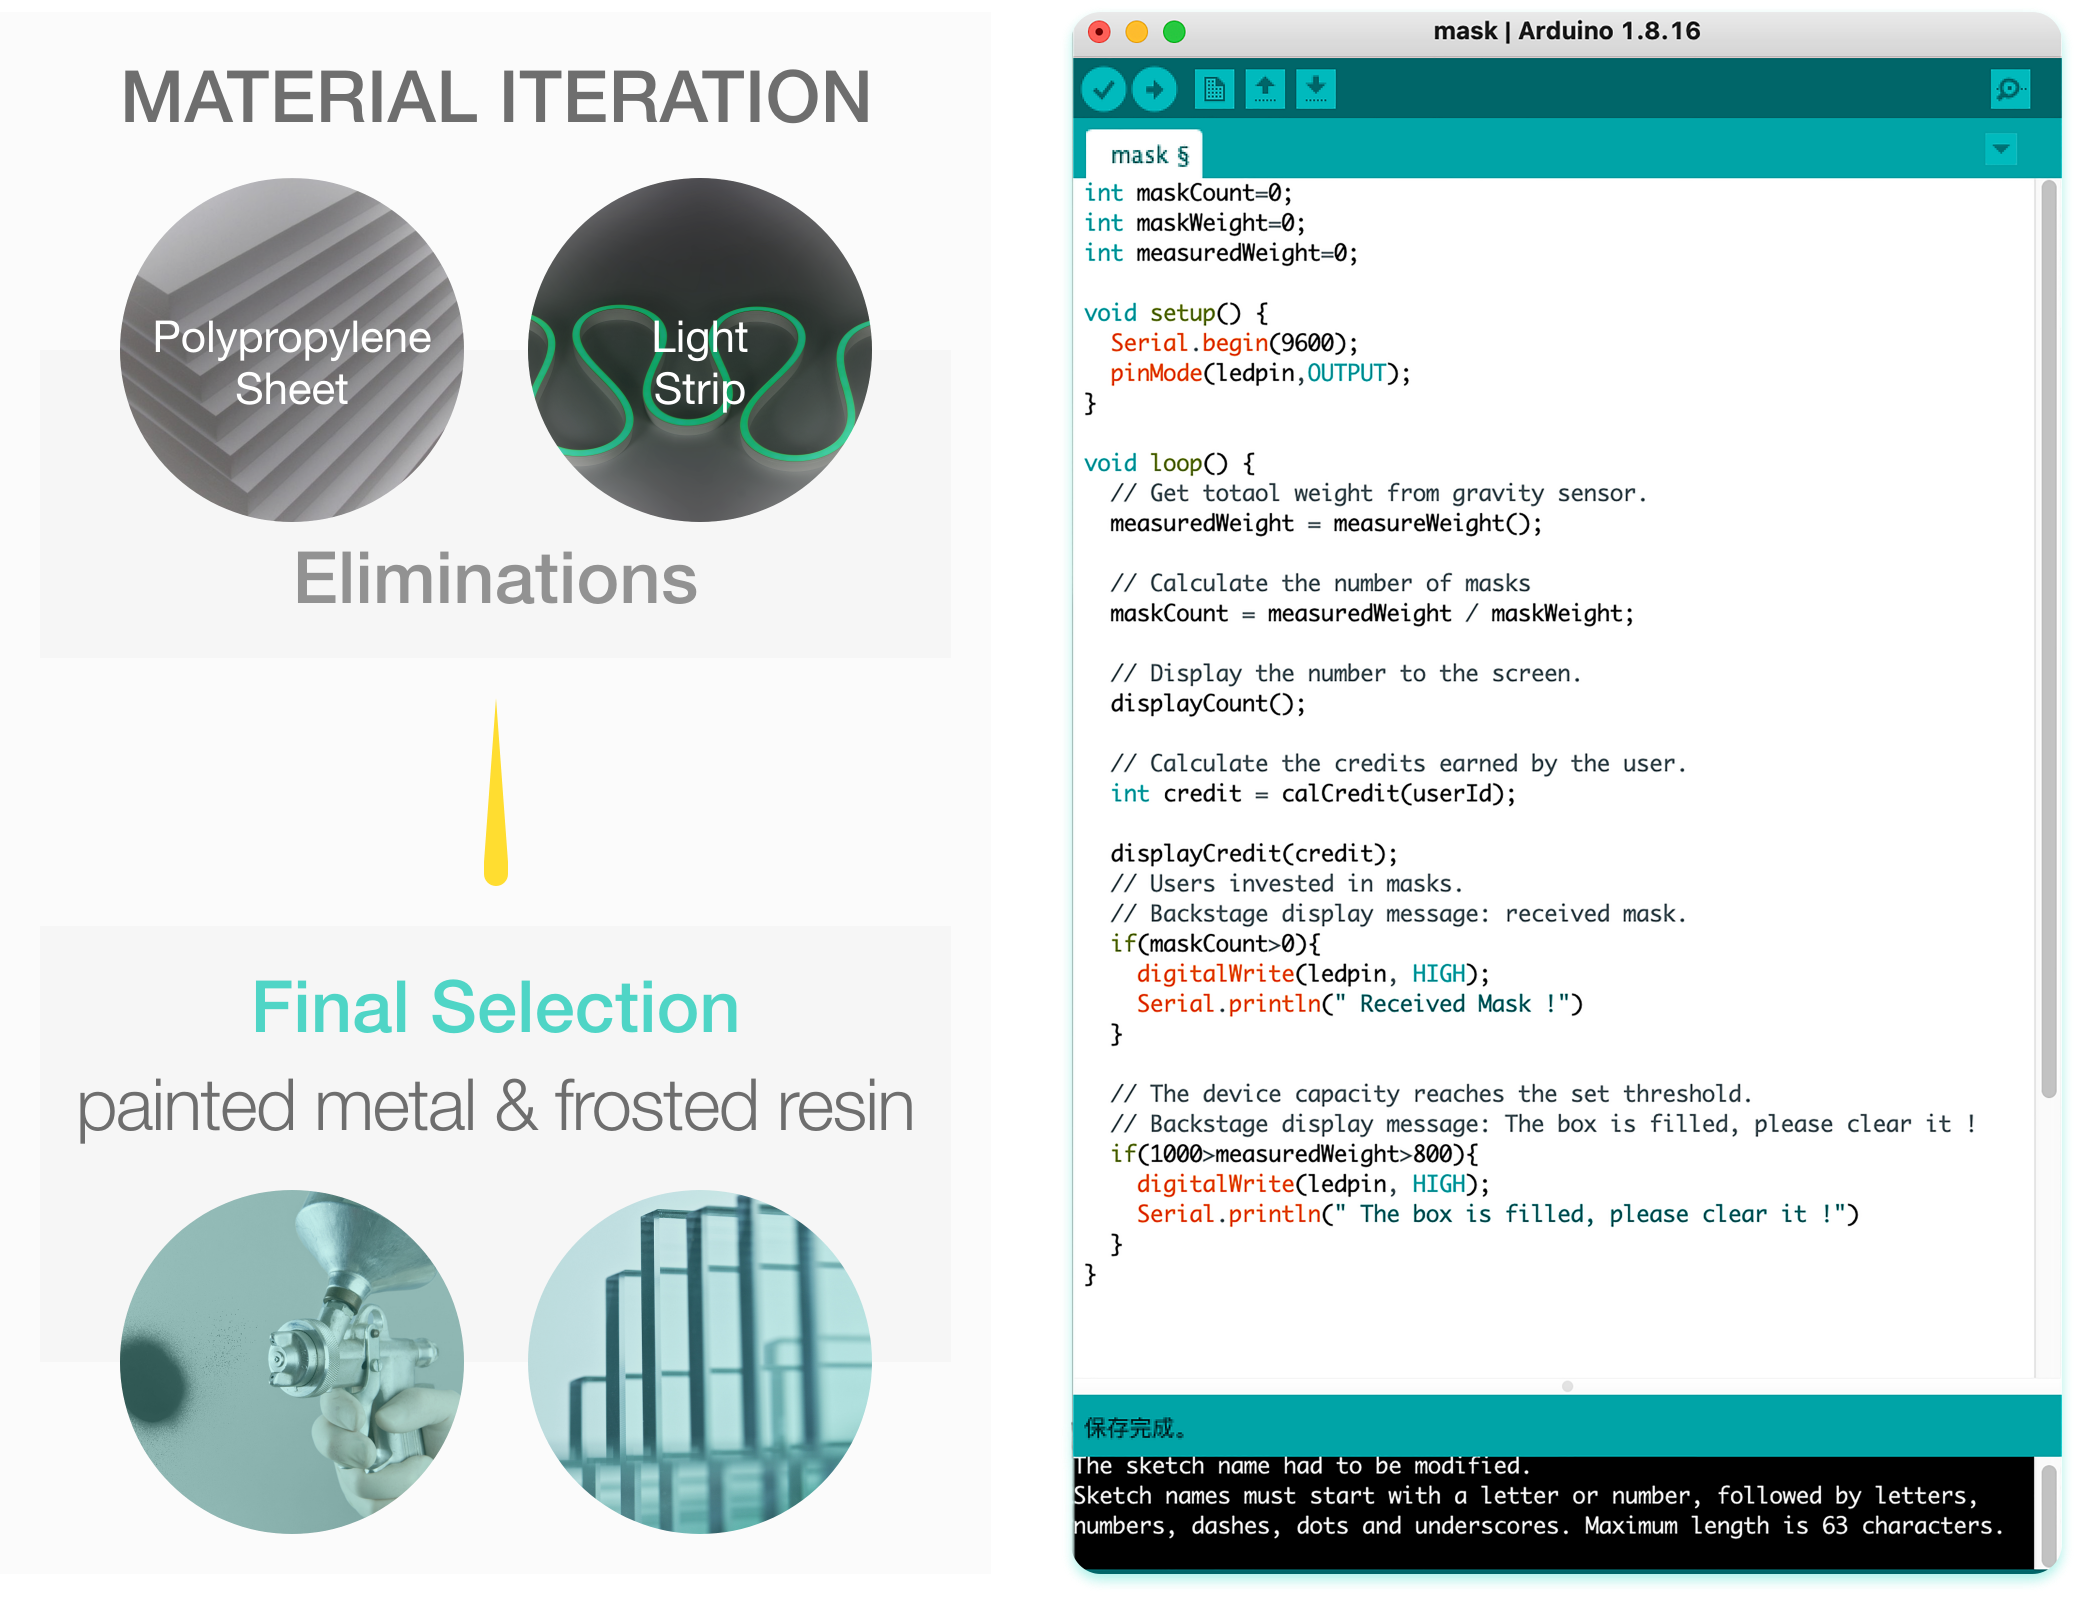 MATERIAL ITERATION
Polypropylene
Sheet
Light
Strip
Eliminations
Final Selection
painted metal & frosted resin
mask | Arduino 1.8.16
mask §
int maskCount=0;
int maskWeight=0;
int measuredWeight=0;
void setup() {
Serial.begin(9600);
pinMode(ledpin,OUTPUT);
}
void loop() {
// Get totaol weight from gravity sensor.
measuredWeight = measureWeight();
// Calculate the number of masks
maskCount = measuredWeight / maskWeight;
// Display the number to the screen.
displayCount();
// Calculate the credits earned by the user.
int credit = calCredit(userId);
displayCredit(credit);
// Users invested in masks.
// Backstage display message: received mask.
if(maskCount>0){
digitalWrite(ledpin, HIGH);
Serial.println(" Received Mask !")
}
// The device capacity reaches the set threshold.
// Backstage display message: The box is filled, please clear it !
if(1000>measuredWeight>800){
digitalWrite(ledpin, HIGH);
Serial.println(" The box is filled, please clear it !")
}
}
保存完成。
The sketch name had to be modified.
Sketch names must start with a letter or number, followed by letters,
numbers, dashes, dots and underscores. Maximum length is 63 characters.